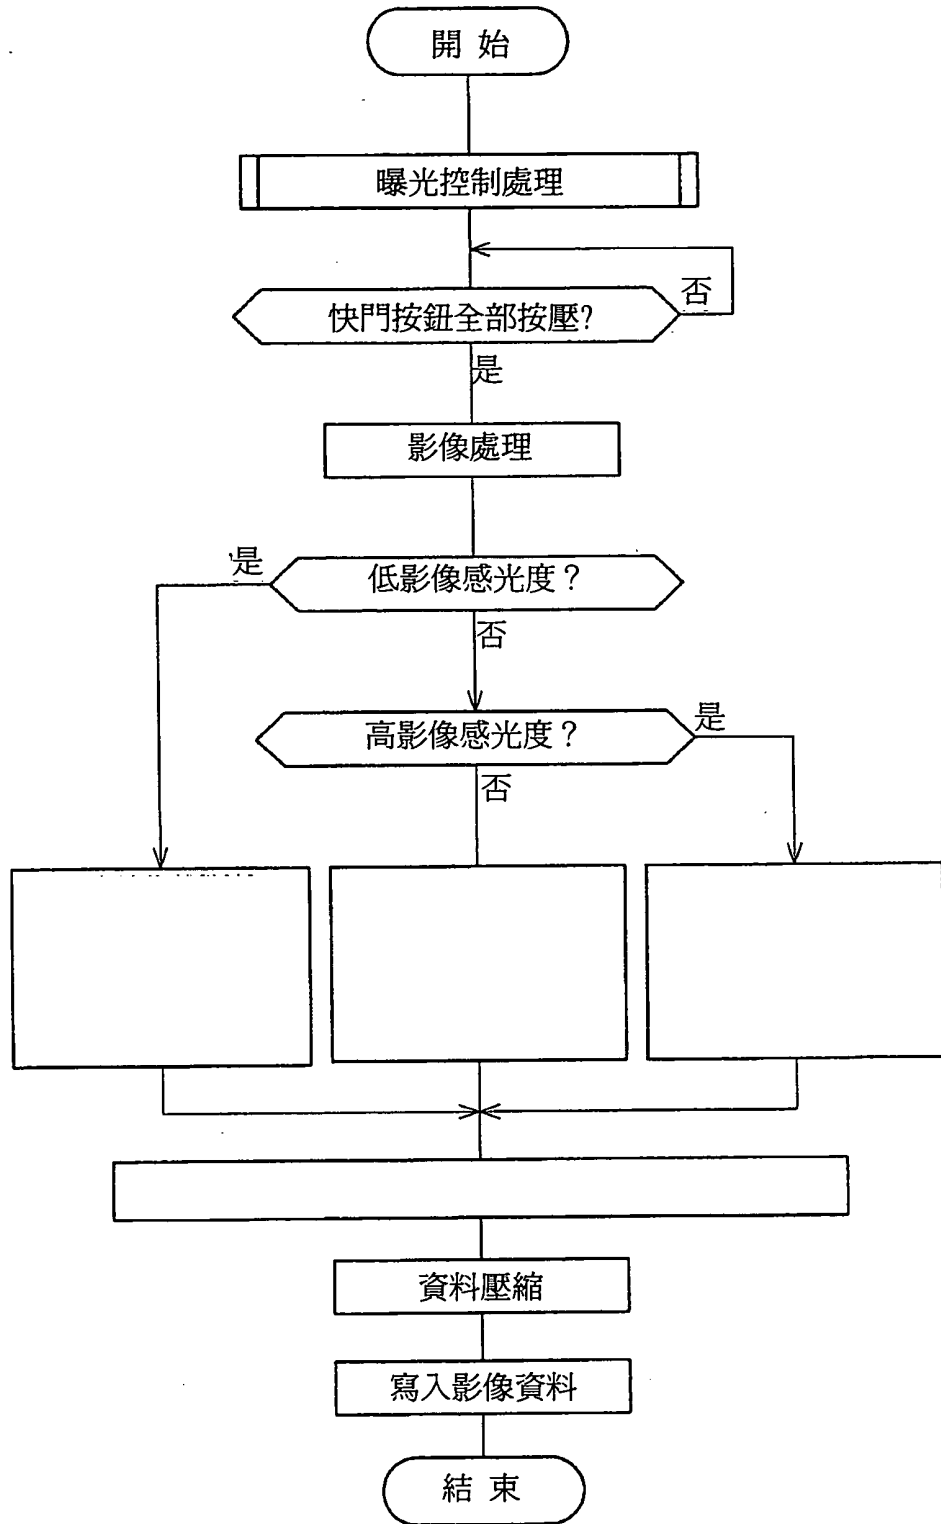 開始
曝光控制處理
否
快門按鈕全部按壓?
是
影像處理
是
低影像感光度？
否
是
高影像感光度？
否
資料壓縮
寫入影像資料
結束